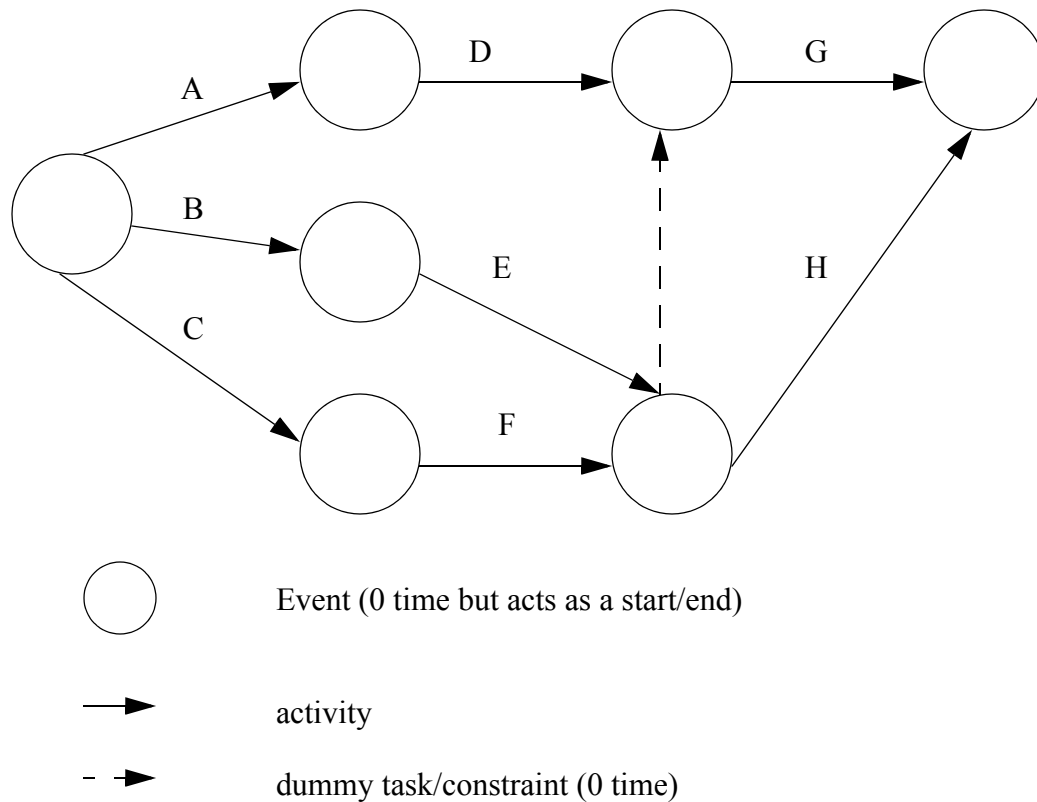 A
D
G
B
E
H
C
F
Event (0 time but acts as a start/end)
activity
dummy task/constraint (0 time)